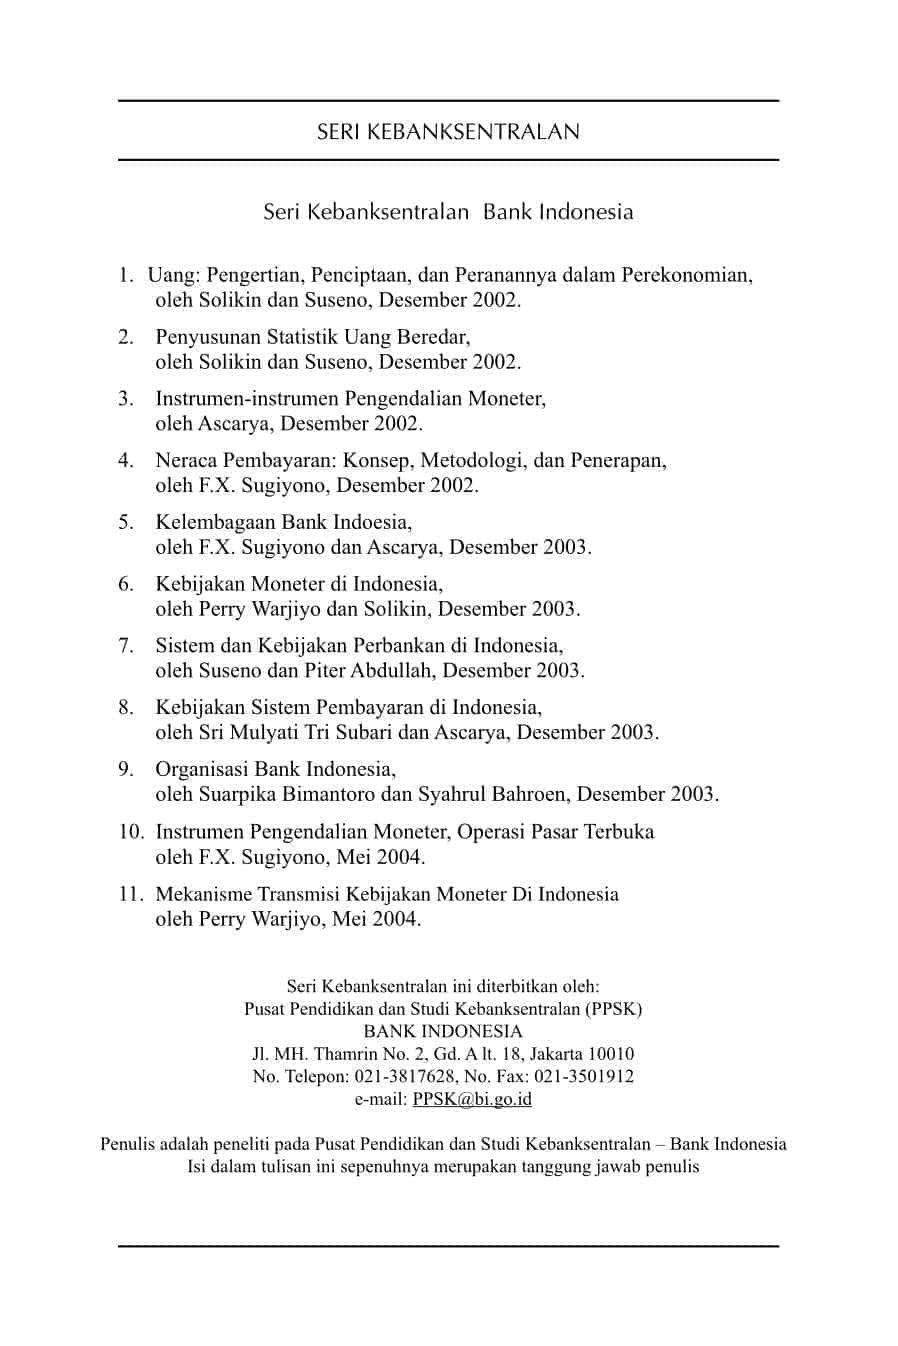 SERI KEBANKSENTRALAN
Seri Kebanksentralan Bank Indonesia
1. Uang: Pengertian, Penciptaan, dan Peranannya dalam Perekonomian,
oleh Solikin dan Suseno, Desember 2002.
2. Penyusunan Statistik Uang Beredar,
oleh Solikin dan Suseno, Desember 2002.
3. Instrumen-instrumen Pengendalian Moneter,
oleh Ascarya, Desember 2002.
4. Neraca Pembayaran: Konsep, Metodologi, dan Penerapan,
oleh F.X. Sugiyono, Desember 2002.
5. Kelembagaan Bank Indoesia,
oleh F.X. Sugiyono dan Ascarya, Desember 2003.
6. Kebijakan Moneter di Indonesia,
oleh Perry Warjiyo dan Solikin, Desember 2003.
7. Sistem dan Kebijakan Perbankan di Indonesia,
oleh Suseno dan Piter Abdullah, Desember 2003.
8. Kebijakan Sistem Pembayaran di Indonesia,
oleh Sri Mulyati Tri Subari dan Ascarya, Desember 2003.
9. Organisasi Bank Indonesia,
oleh Suarpika Bimantoro dan Syahrul Bahroen, Desember 2003.
10. Instrumen Pengendalian Moneter, Operasi Pasar Terbuka
oleh F.X. Sugiyono, Mei 2004.
11. Mekanisme Transmisi Kebijakan Moneter Di Indonesia
oleh Perry Warjiyo, Mei 2004.
Seri Kebanksentralan ini diterbitkan oleh:
Pusat Pendidikan dan Studi Kebanksentralan (PPSK)
BANK INDONESIA
Jl. MH. Thamrin No. 2, Gd. A lt. 18, Jakarta 10010
No. Telepon: 021-3817628, No. Fax: 021-3501912
e-mail: PPSK@bi.go.id
Penulis adalah peneliti pada Pusat Pendidikan dan Studi Kebanksentralan – Bank Indonesia
Isi dalam tulisan ini sepenuhnya merupakan tanggung jawab penulis